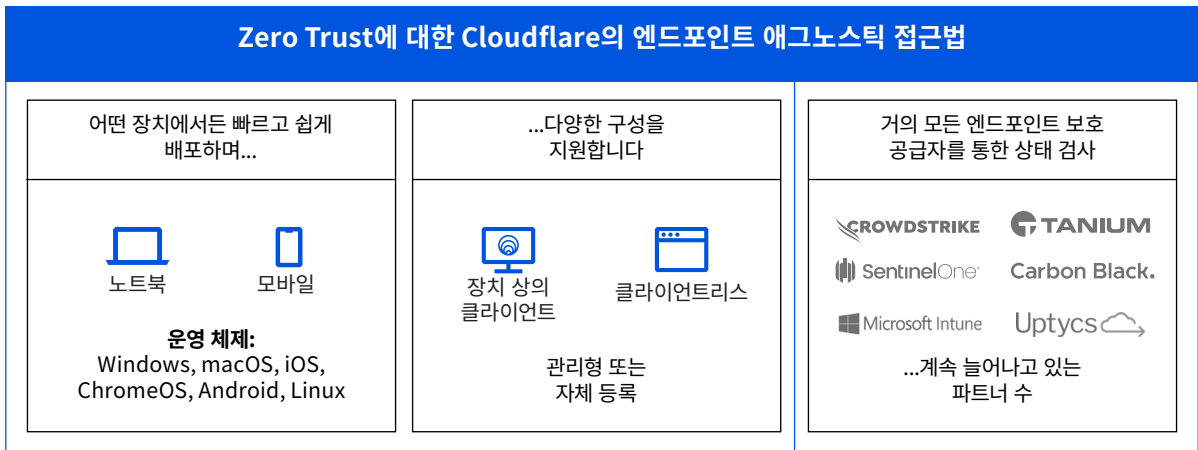 Zero Trust에 대한 Cloudflare의 엔드포인트 애그노스틱 접근법
어떤 장치에서든 빠르고 쉽게
배포하며...
노트북
모바일
운영 체제:
Windows, macOS, iOS,
ChromeOS, Android, Linux
...다양한 구성을
지원합니다
장치 상의
클라이언트
클라이언트리스
관리형 또는
자체 등록
거의 모든 엔드포인트 보호
공급자를 통한 상태 검사
CROWDSTRIKE
TANIUM
SentinelOne
Carbon Black.
Microsoft Intune
Uptycs
...계속 늘어나고 있는
파트너 수